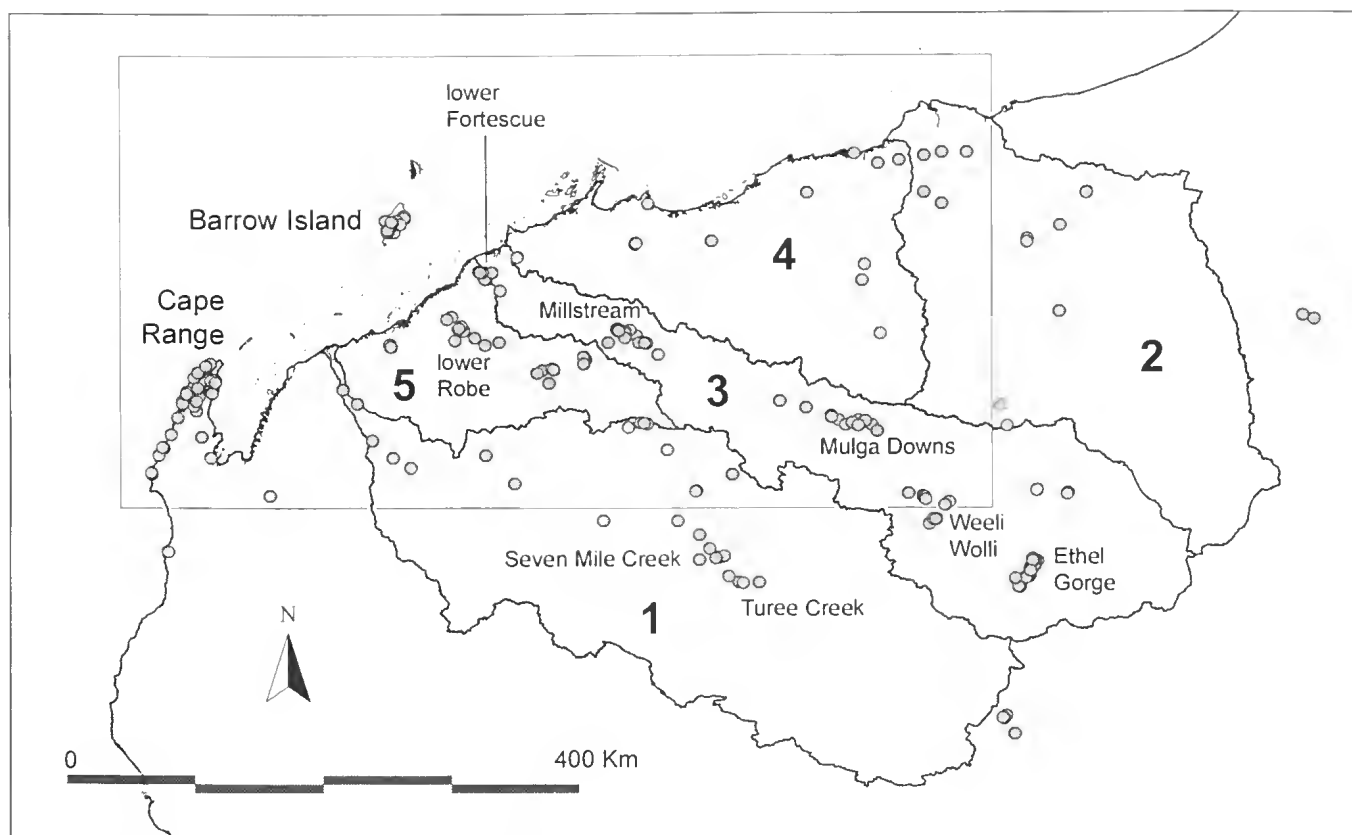 lower
Fortescue
Barrow Island
4
Cape
Range
Millstream
2
lower
Robe
5
3
Mulga Downs
Weeli
Wolli
Seven Mile Creek
Ethel
Gorge
Turee Creek
1
N
0
400 Km